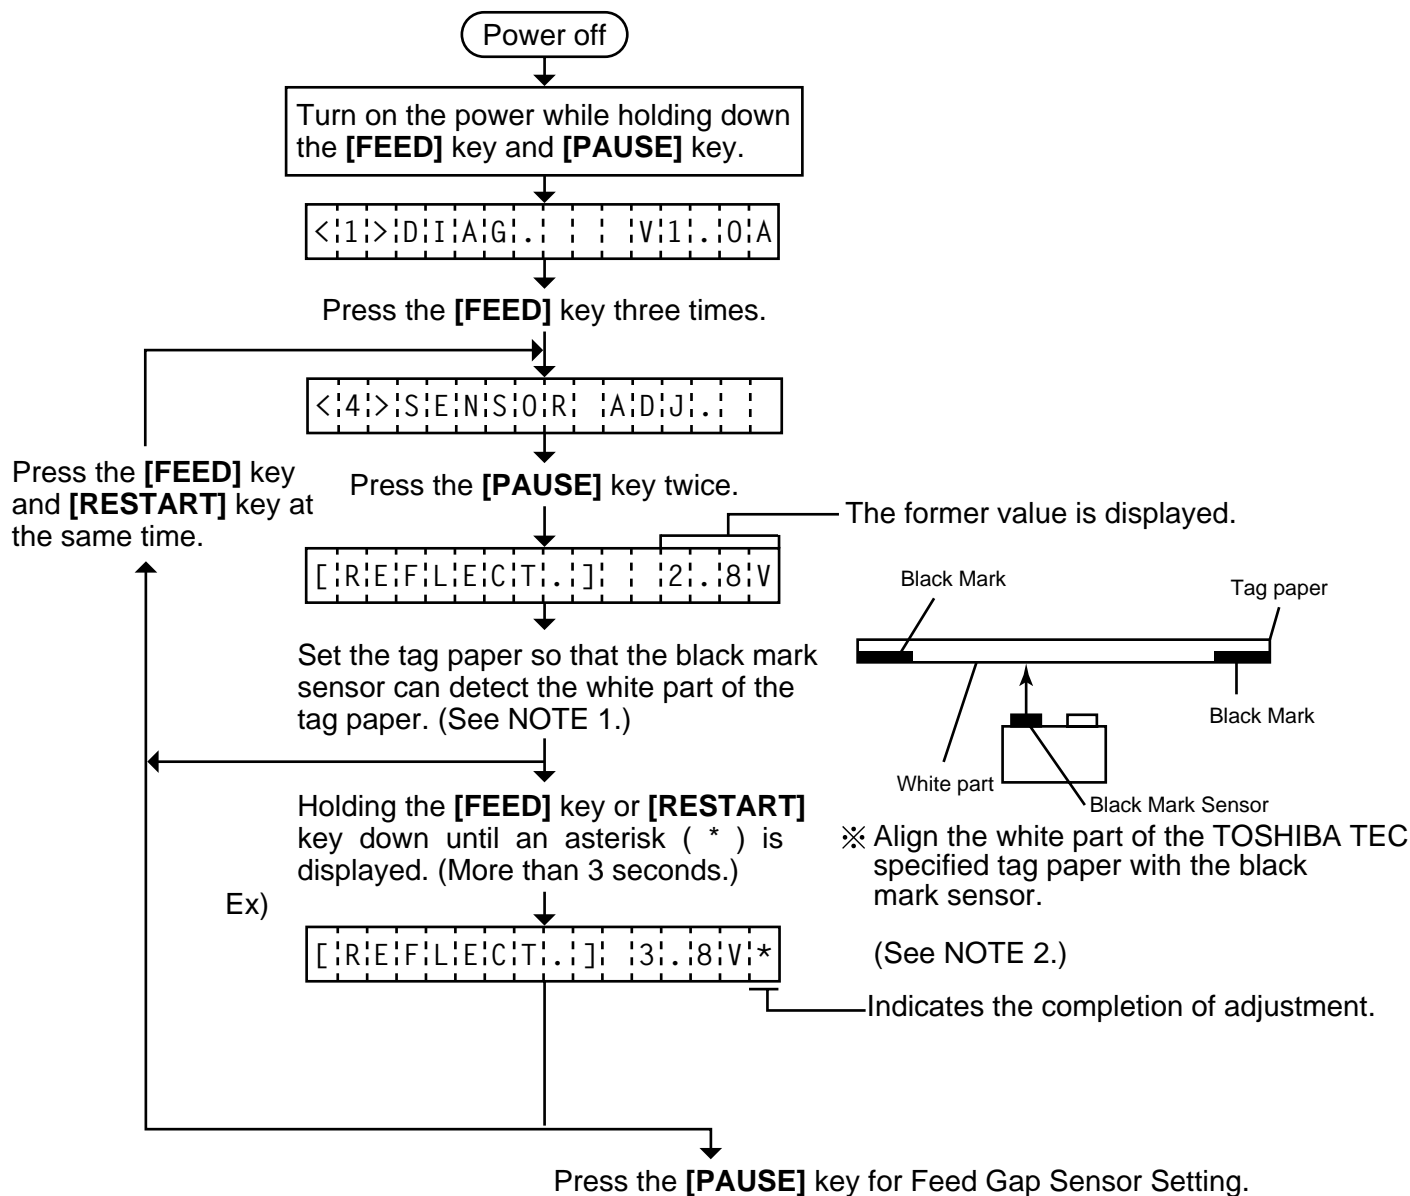 Power off
Turn on the power while holding down
the [FEED] key and [PAUSE] key.
<1>DIAG.   V1.0A
Press the [FEED] key three times.
<4>SENSOR ADJ.
Press the [FEED] key
and [RESTART] key at
the same time.
Press the [PAUSE] key twice.
The former value is displayed.
[REFLECT.]  2.8V
Black Mark
Tag paper
Set the tag paper so that the black mark
sensor can detect the white part of the
tag paper. (See NOTE 1.)
Black Mark
White part
Black Mark Sensor
Holding the [FEED] key or [RESTART]
key down until an asterisk ( * ) is
displayed. (More than 3 seconds.)
※ Align the white part of the TOSHIBA TEC
specified tag paper with the black
mark sensor.
(See NOTE 2.)
Ex)
[REFLECT.] 3.8V*
Indicates the completion of adjustment.
Press the [PAUSE] key for Feed Gap Sensor Setting.